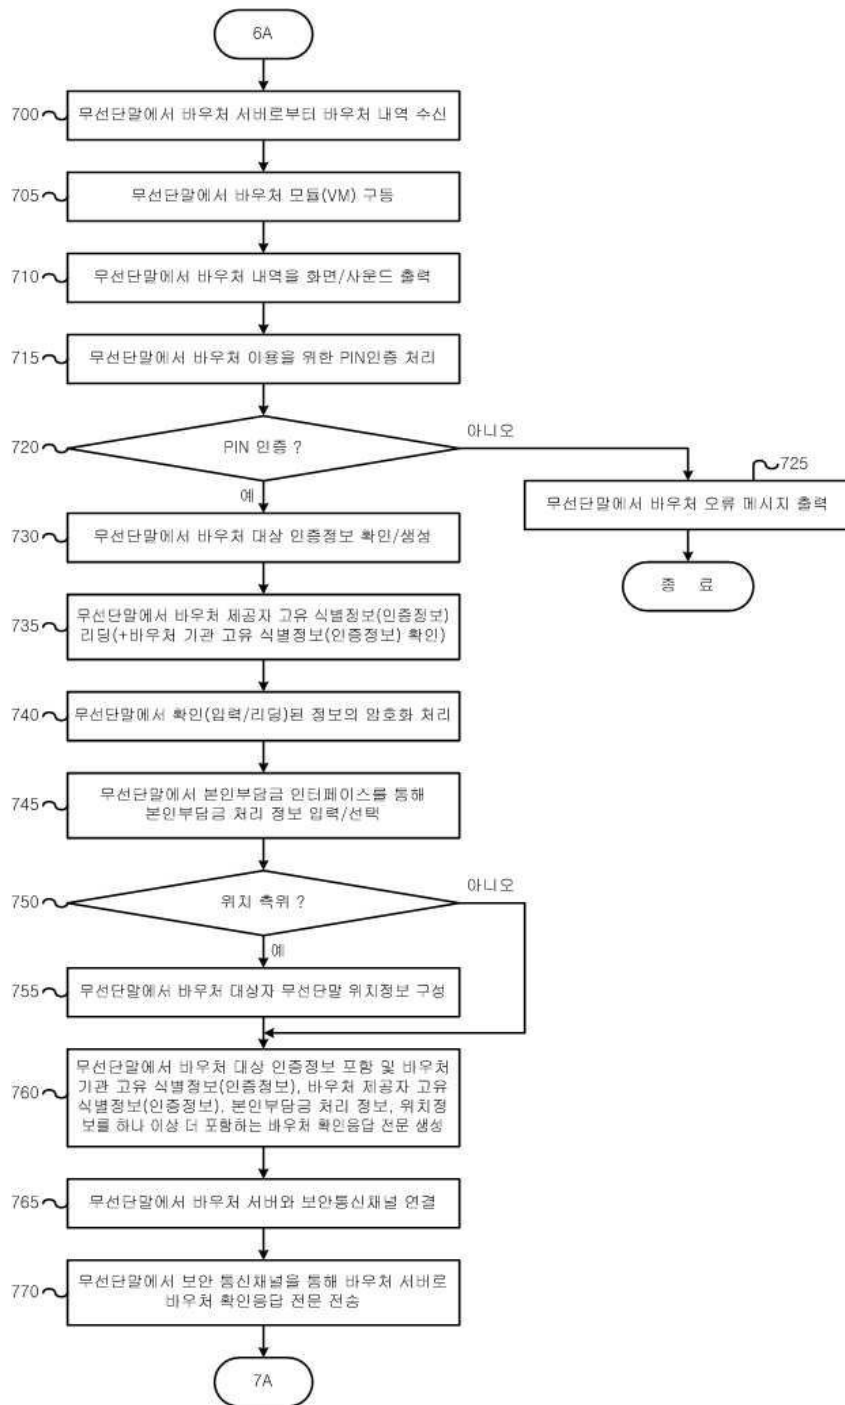 6A
700
무선단말에서 바우처 서버로부터 바우처 내역 수신
705
무선단말에서 바우처 모듈(VM) 구동
710
무선단말에서 바우처 내역을 화면/사운드 출력
715
무선단말에서 바우처 이용을 위한 PIN인증 처리
720
PIN 인증 ?
아니오
예
725
무선단말에서 바우처 오류 메시지 출력
종 료
730
무선단말에서 바우처 대상 인증정보 확인/생성
735
무선단말에서 바우처 제공자 고유 식별정보(인증정보)
리딩(+바우처 기관 고유 식별정보(인증정보) 확인)
740
무선단말에서 확인(입력/리딩)된 정보의 암호화 처리
745
무선단말에서 본인부담금 인터페이스를 통해
본인부담금 처리 정보 입력/선택
750
위치 측위 ?
아니오
예
755
무선단말에서 바우처 대상자 무선단말 위치정보 구성
760
무선단말에서 바우처 대상 인증정보 포함 및 바우처
기관 고유 식별정보(인증정보), 바우처 제공자 고유
식별정보(인증정보), 본인부담금 처리 정보, 위치정
보를 하나 이상 더 포함하는 바우처 확인응답 전문 생성
765
무선단말에서 바우처 서버와 보안통신채널 연결
770
무선단말에서 보안 통신채널을 통해 바우처 서버로
바우처 확인응답 전문 전송
7A